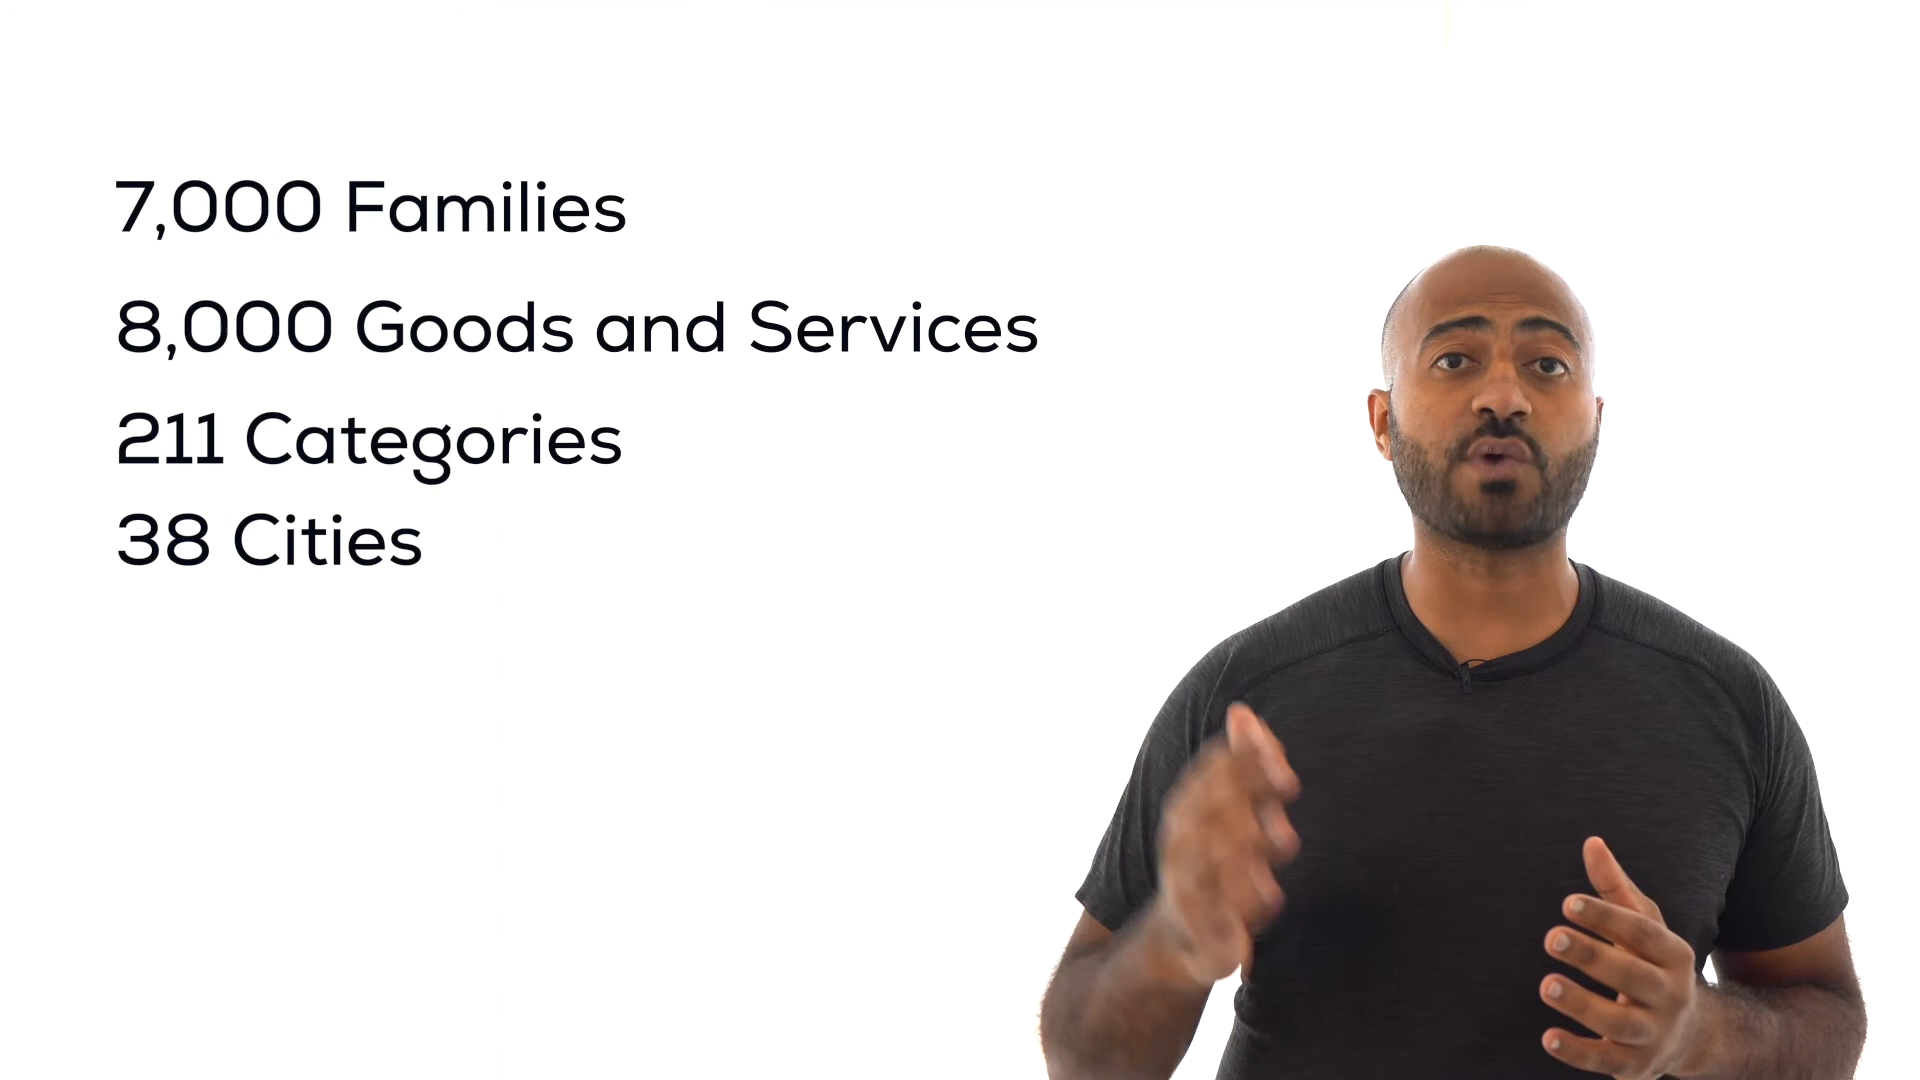 7,000 Families
8,000 Goods and Services
211 Categories
38 Cities